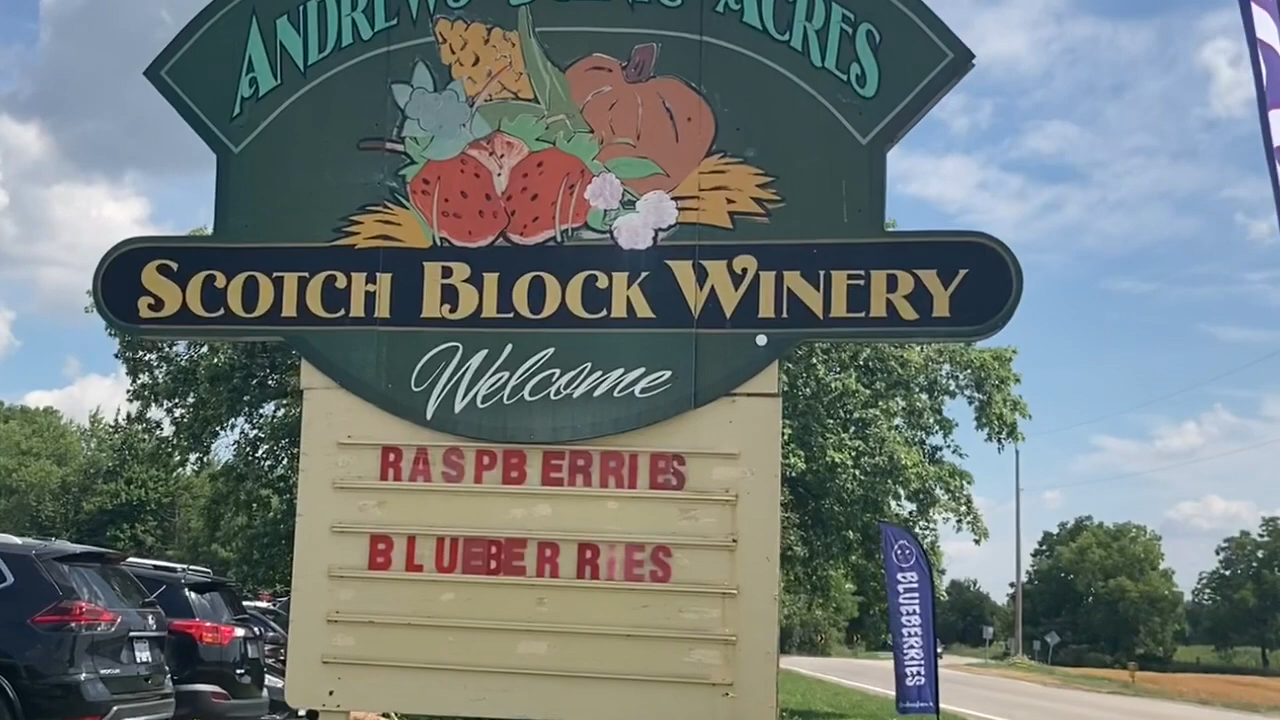 ANDREWS ACRES
SCOTCH BLOCK WINERY
Welcome
RASPBERRIES
BLUEBERRIES
BLUEBERRIES